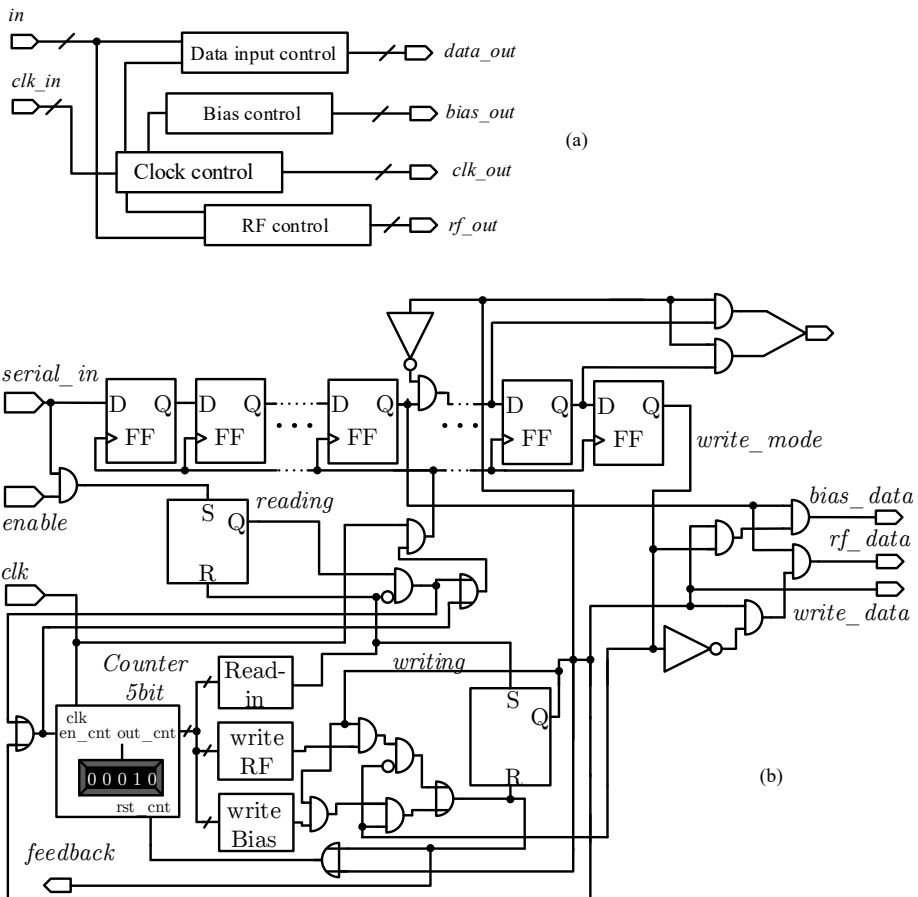 in
Data input control
data_out
clk_in
Bias control
bias_out
(a)
Clock control
clk_out
RF control
rf_out
serial_in
D Q
FF
D Q
FF
D Q
FF
D Q
FF
D Q
FF
write_mode
enable
reading
S
Q
R
bias_data
rf_data
write_data
clk
Counter
5bit
Read-
in
writing
S
Q
R
clk
en_cnt out_cnt
00010
rst_cnt
write
RF
write
Bias
(b)
feedback